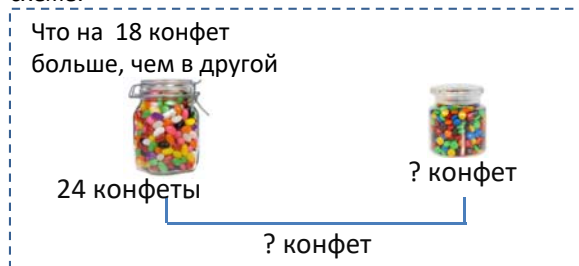 Что на 18 конфет
больше, чем в другой
? конфет
24 конфеты
? конфет